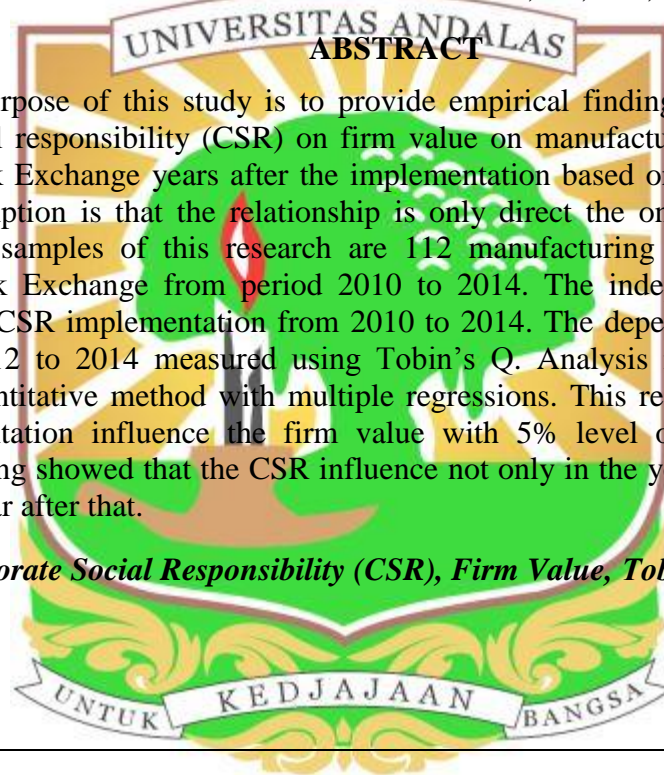 UNIVERSITAS ANDALAS
ABSTRACT
rpose of this study is to provide empirical finding
l responsibility (CSR) on firm value on manufactu
k Exchange years after the implementation based o
ption is that the relationship is only direct the or
samples of this research are 112 manufacturing
k Exchange from period 2010 to 2014. The inde
CSR implementation from 2010 to 2014. The depe
12 to 2014 measured using Tobin's Q. Analysis
ntitative method with multiple regressions. This re
tation influence the firm value with 5% level o
ng showed that the CSR influence not only in the y
ar after that.
orate Social Responsibility (CSR), Firm Value, Tob
UNTUK KEDJAJAAN BANGSA